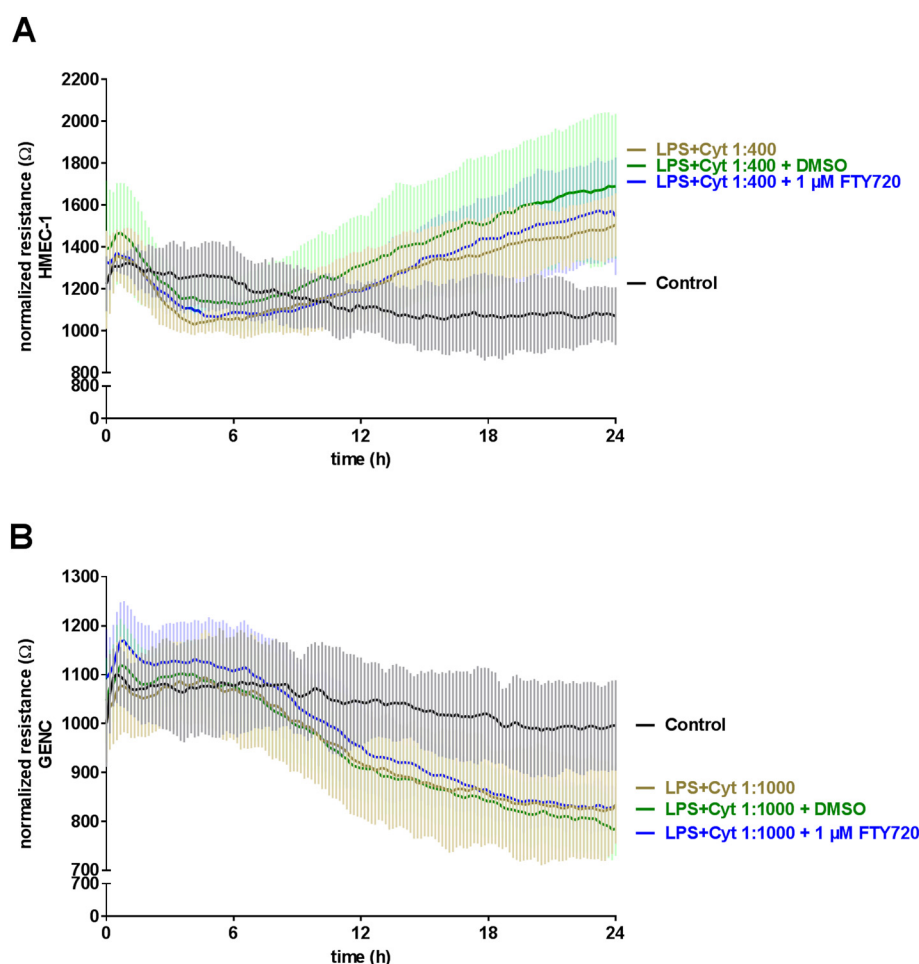 A
2200
2000
1800
1600
1400
1200
1000
800
800
0
normalized resistance (Ω)
HMEC-1
0 6 12 18 24
time (h)
LPS+Cyt 1:400
LPS+Cyt 1:400 + DMSO
LPS+Cyt 1:400 + 1 µM FTY720
Control
B
1300
1200
1100
1000
900
800
700
700
0
normalized resistance (Ω)
GENC
0 6 12 18 24
time (h)
Control
LPS+Cyt 1:1000
LPS+Cyt 1:1000 + DMSO
LPS+Cyt 1:1000 + 1 µM FTY720